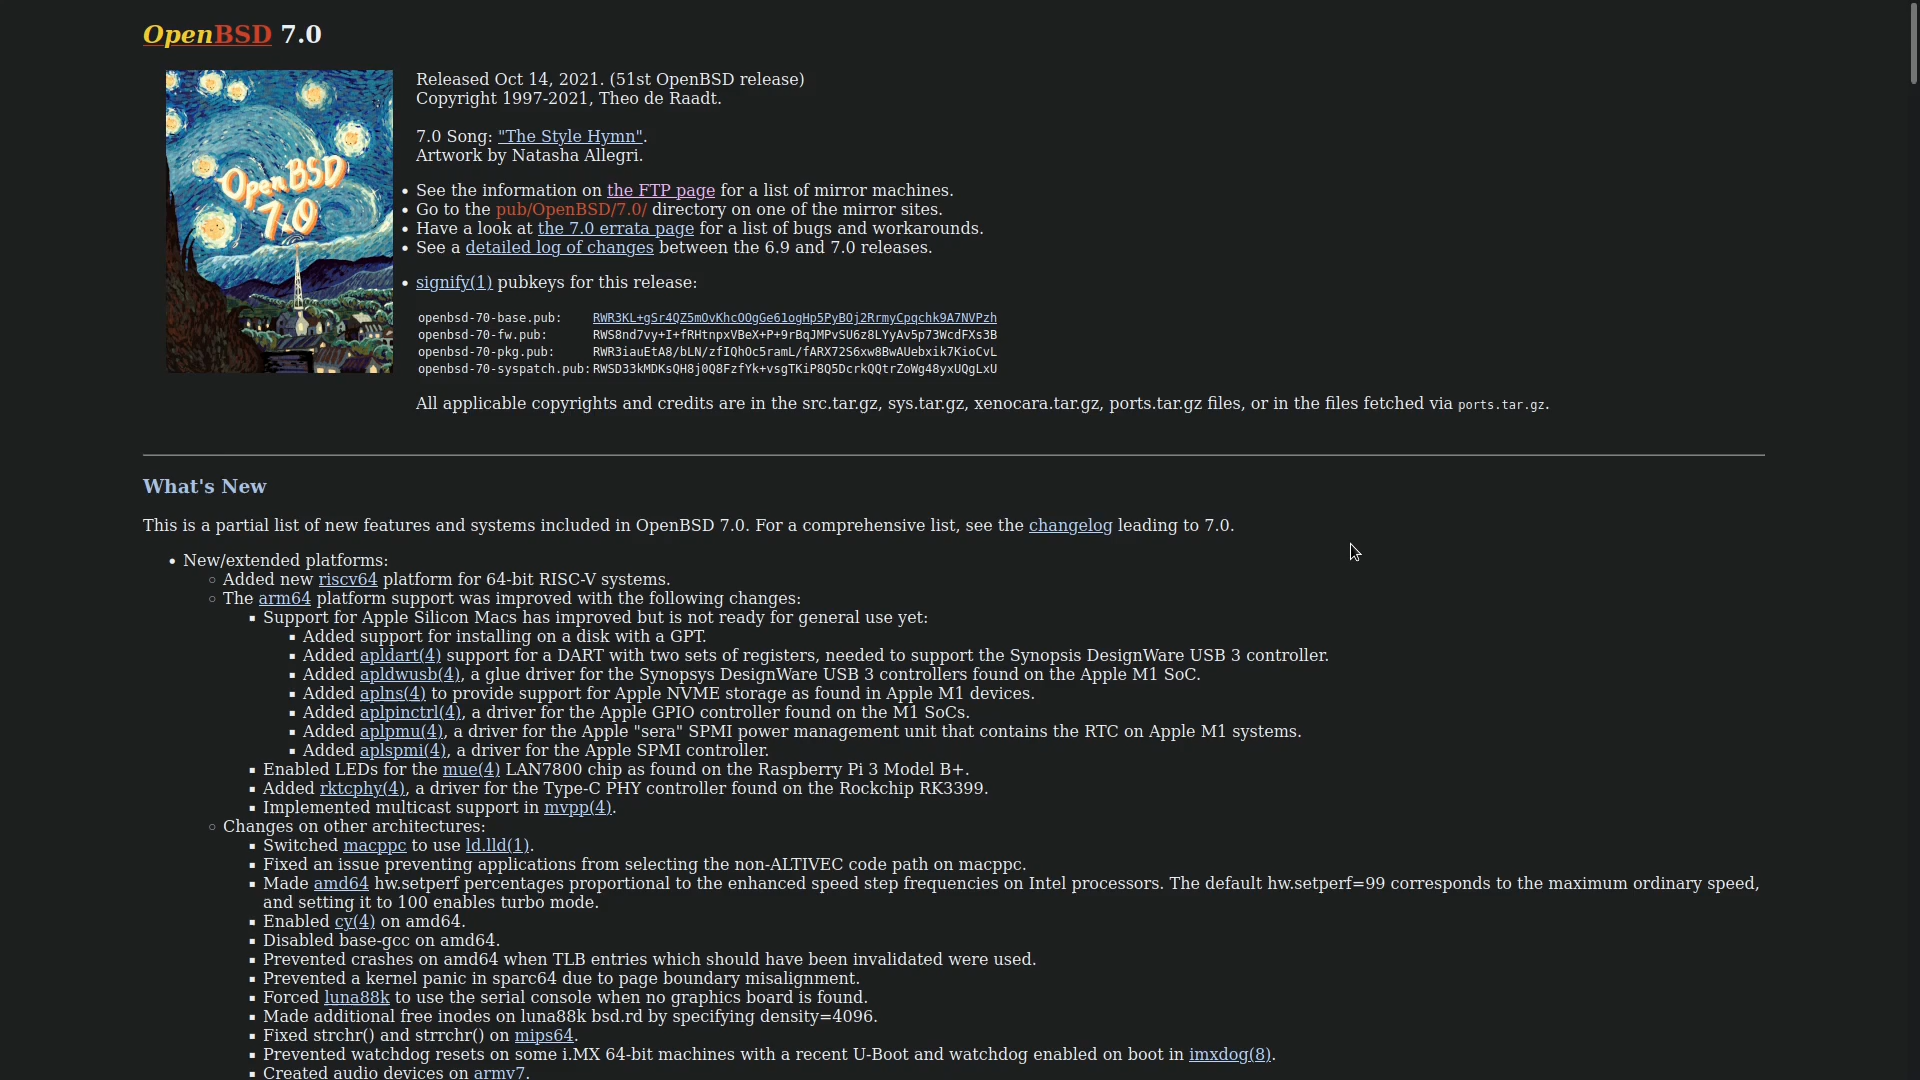 OpenBSD 7.0
OpenBSD
7.0
Released Oct 14, 2021. (51st OpenBSD release)
Copyright 1997-2021, Theo de Raadt.
7.0 Song: "The Style Hymn".
Artwork by Natasha Allegri.
• See the information on the FTP page for a list of mirror machines.
• Go to the pub/OpenBSD/7.0/ directory on one of the mirror sites.
• Have a look at the 7.0 errata page for a list of bugs and workarounds.
• See a detailed log of changes between the 6.9 and 7.0 releases.
• signify(1) pubkeys for this release:
openbsd-70-base.pub: RWR3KL+gSr4QZ5mOvKhcOOgGe61ogHp5PyBOj2RrmyCpqchk9A7NVPzh
openbsd-70-fw.pub: RWS8nd7vy+I+fRHtnpxVBeX+P+9rBqJMPvSU6z8LYyAv5p73WcdFXs3B
openbsd-70-pkg.pub: RWR3iauEtA8/bLN/zfIQhOc5ramL/fARX72S6xw8BwAUebxik7KioCvL
openbsd-70-syspatch.pub: RWSD33kMDKsQH8j0Q8FzfYk+vsgTKiP8Q5DcrkQQtrZoWg48yxUQgLxU
All applicable copyrights and credits are in the src.tar.gz, sys.tar.gz, xenocara.tar.gz, ports.tar.gz files, or in the files fetched via ports.tar.gz.
What's New
This is a partial list of new features and systems included in OpenBSD 7.0. For a comprehensive list, see the changelog leading to 7.0.
• New/extended platforms:
○ Added new riscv64 platform for 64-bit RISC-V systems.
○ The arm64 platform support was improved with the following changes:
▪ Support for Apple Silicon Macs has improved but is not ready for general use yet:
▪ Added support for installing on a disk with a GPT.
▪ Added apldart(4) support for a DART with two sets of registers, needed to support the Synopsis DesignWare USB 3 controller.
▪ Added apldwusb(4), a glue driver for the Synopsys DesignWare USB 3 controllers found on the Apple M1 SoC.
▪ Added aplns(4) to provide support for Apple NVME storage as found in Apple M1 devices.
▪ Added aplpinctrl(4), a driver for the Apple GPIO controller found on the M1 SoCs.
▪ Added aplpmu(4), a driver for the Apple "sera" SPMI power management unit that contains the RTC on Apple M1 systems.
▪ Added aplspmi(4), a driver for the Apple SPMI controller.
▪ Enabled LEDs for the mue(4) LAN7800 chip as found on the Raspberry Pi 3 Model B+.
▪ Added rktcphy(4), a driver for the Type-C PHY controller found on the Rockchip RK3399.
▪ Implemented multicast support in mvpp(4).
○ Changes on other architectures:
▪ Switched macppc to use ld.lld(1).
▪ Fixed an issue preventing applications from selecting the non-ALTIVEC code path on macppc.
▪ Made amd64 hw.setperf percentages proportional to the enhanced speed step frequencies on Intel processors. The default hw.setperf=99 corresponds to the maximum ordinary speed,
and setting it to 100 enables turbo mode.
▪ Enabled cy(4) on amd64.
▪ Disabled base-gcc on amd64.
▪ Prevented crashes on amd64 when TLB entries which should have been invalidated were used.
▪ Prevented a kernel panic in sparc64 due to page boundary misalignment.
▪ Forced luna88k to use the serial console when no graphics board is found.
▪ Made additional free inodes on luna88k bsd.rd by specifying density=4096.
▪ Fixed strchr() and strrchr() on mips64.
▪ Prevented watchdog resets on some i.MX 64-bit machines with a recent U-Boot and watchdog enabled on boot in imxdog(8).
▪ Created audio devices on armv7.